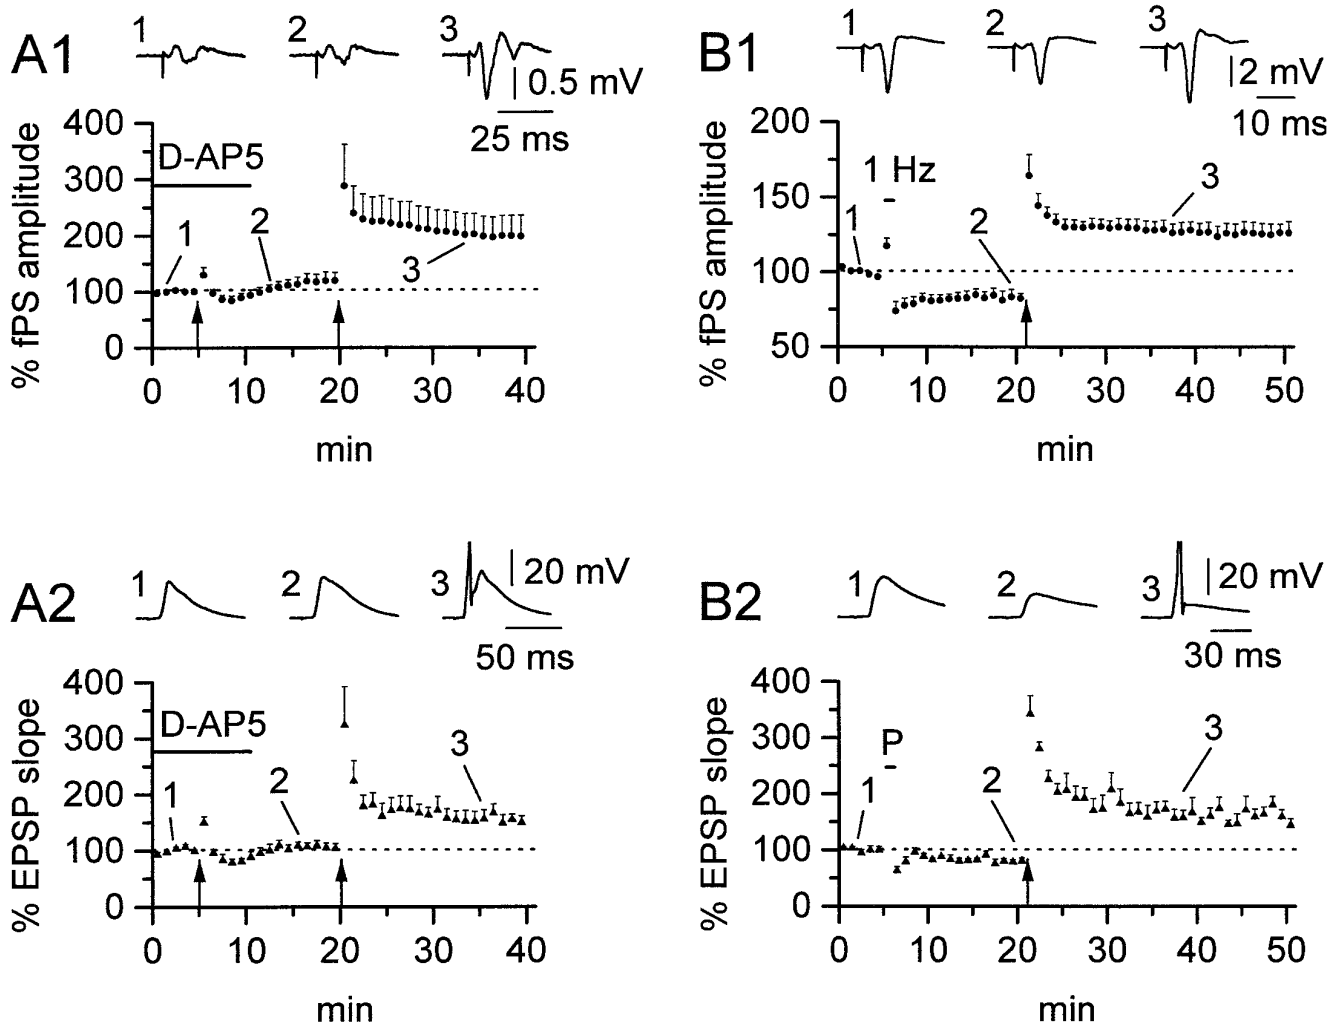 A1
1 2 3
0.5 mV
25 ms
% fPS amplitude
400
300
200
100
0
D-AP5
1
2
3
0 10 20 30 40
min
B1
1 2 3
2 mV
10 ms
% fPS amplitude
200
150
100
50
1 Hz
1
2
3
0 10 20 30 40 50
min
A2
1 2 3
20 mV
50 ms
% EPSP slope
400
300
200
100
0
D-AP5
1
2
3
0 10 20 30 40
min
B2
1 2 3
20 mV
30 ms
% EPSP slope
400
300
200
100
0
P
1
2
3
0 10 20 30 40 50
min